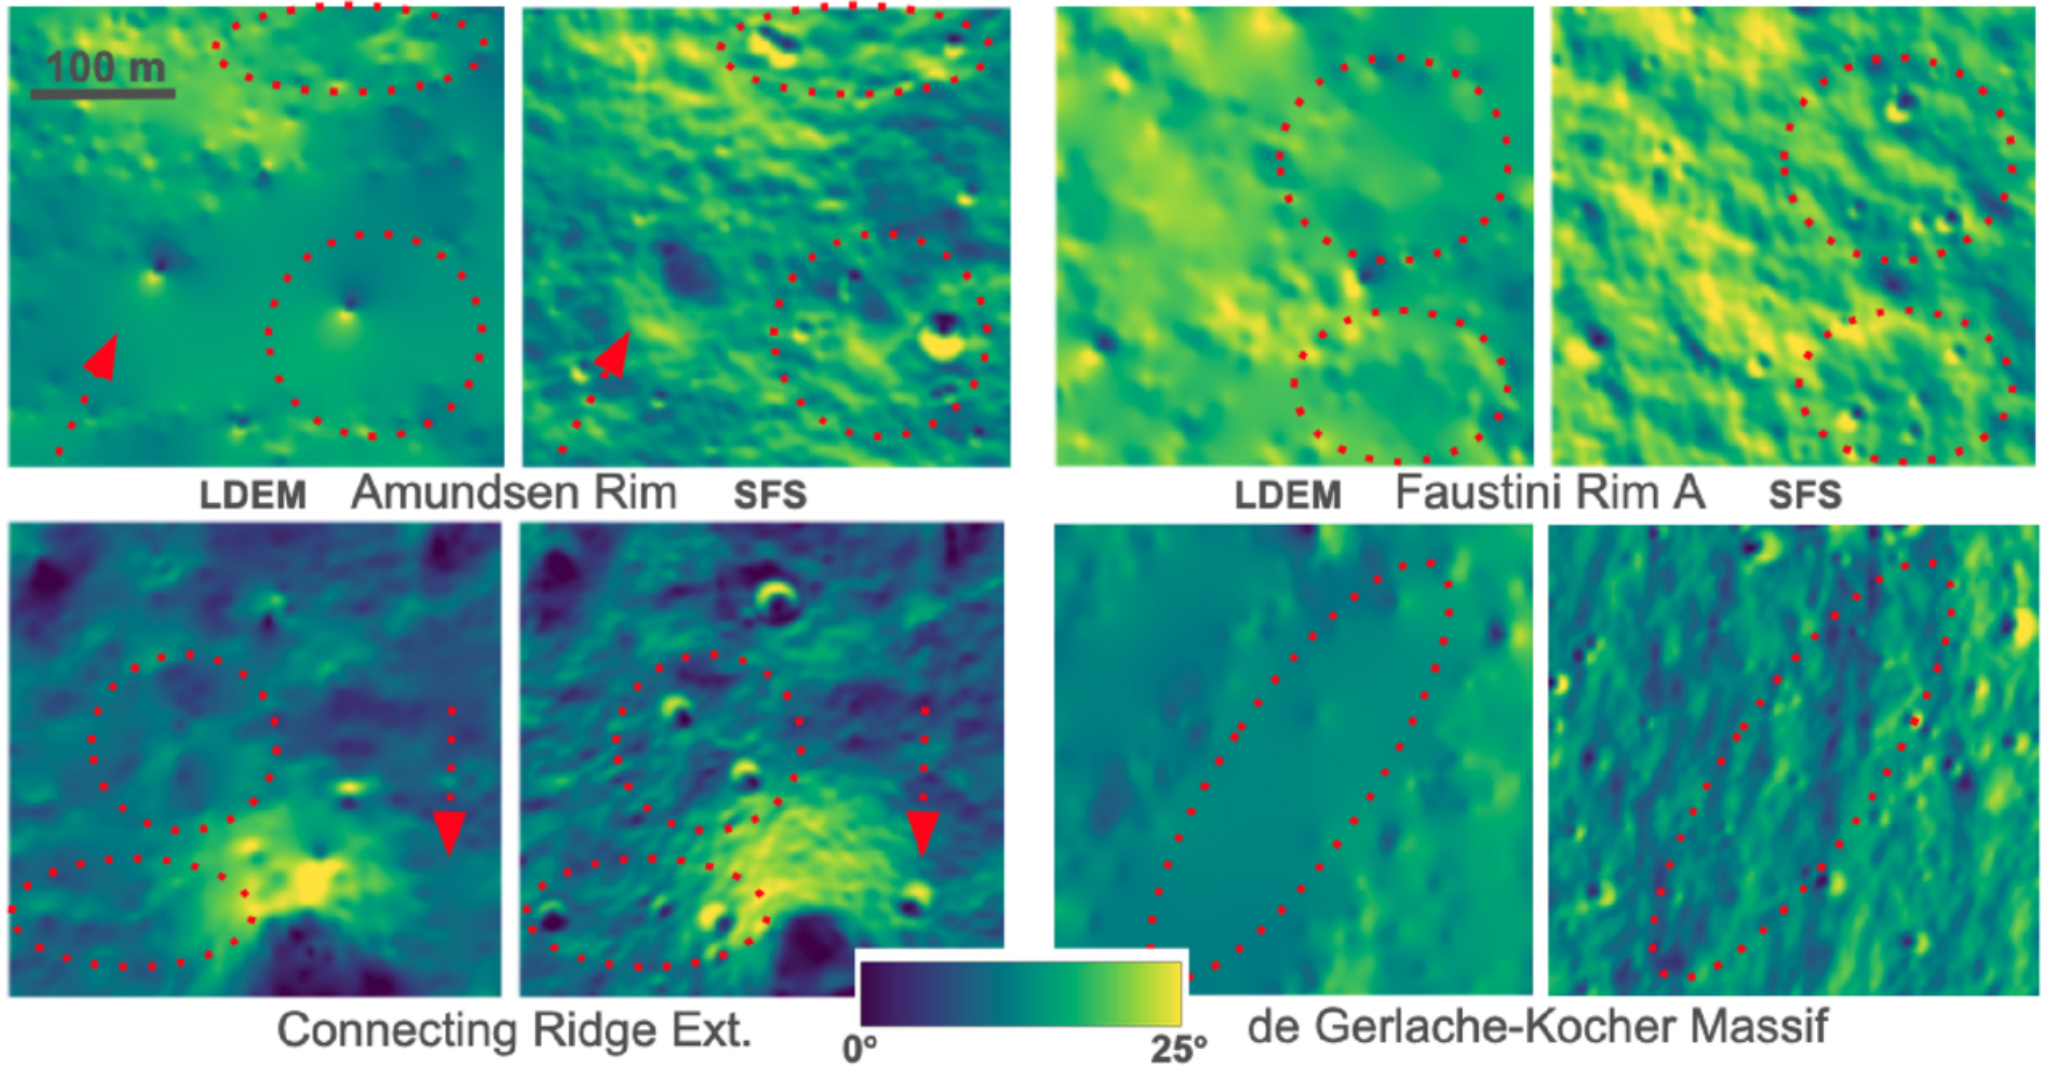 100 m
LDEM Amundsen Rim SFS
LDEM Faustini Rim A SFS
Connecting Ridge Ext.
0° 25°
de Gerlache-Kocher Massif